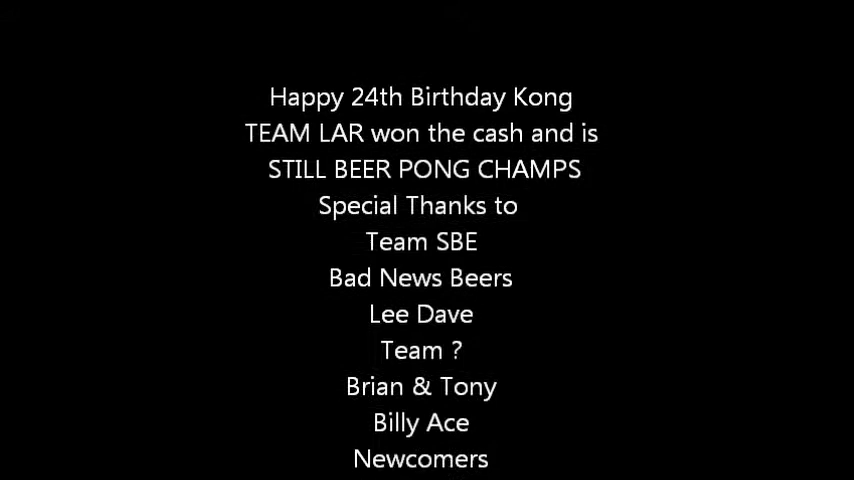 Happy 24th Birthday Kong
TEAM LAR won the cash and is
STILL BEER PONG CHAMPS
Special Thanks to
Team SBE
Bad News Beers
Lee Dave
Team ?
Brian & Tony
Billy Ace
Newcomers